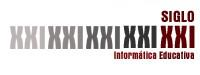 SIGLO
XXI XXI XXI XXI XXI
Informática Educativa